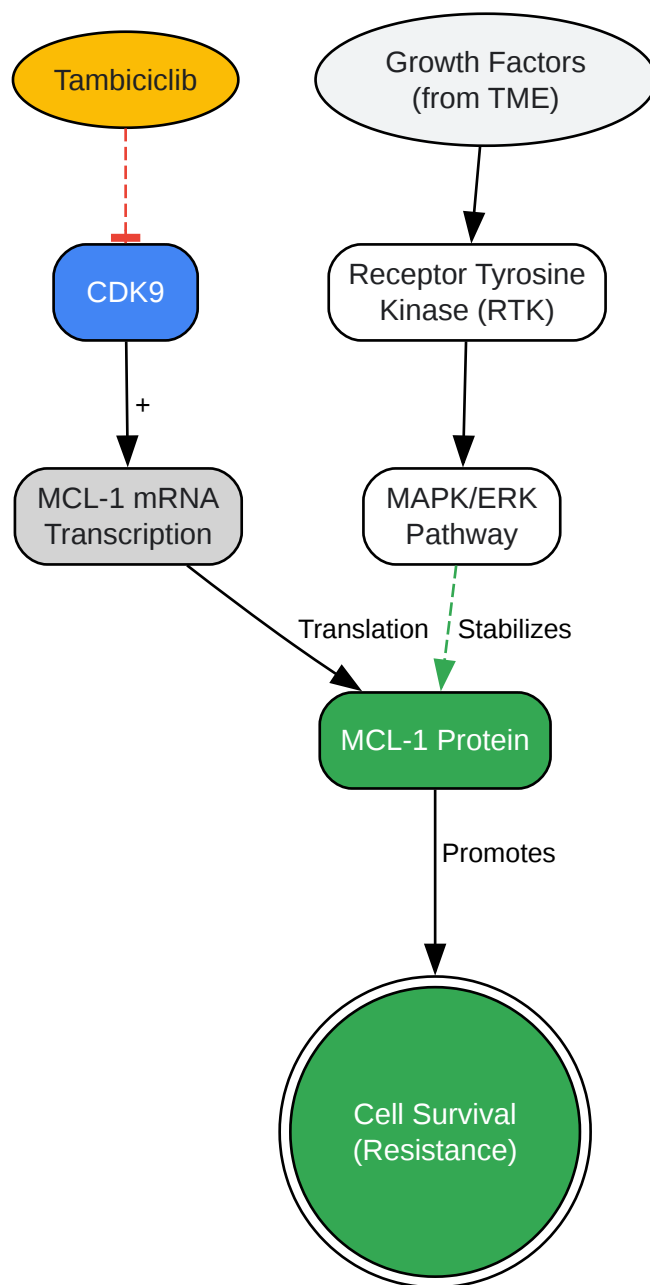 Tambiciclib
Growth Factors
(from TME)
CDK9
Receptor Tyrosine
Kinase (RTK)
+
MCL-1 mRNA
Transcription
MAPK/ERK
Pathway
Translation
Stabilizes
MCL-1 Protein
Promotes
Cell Survival
(Resistance)